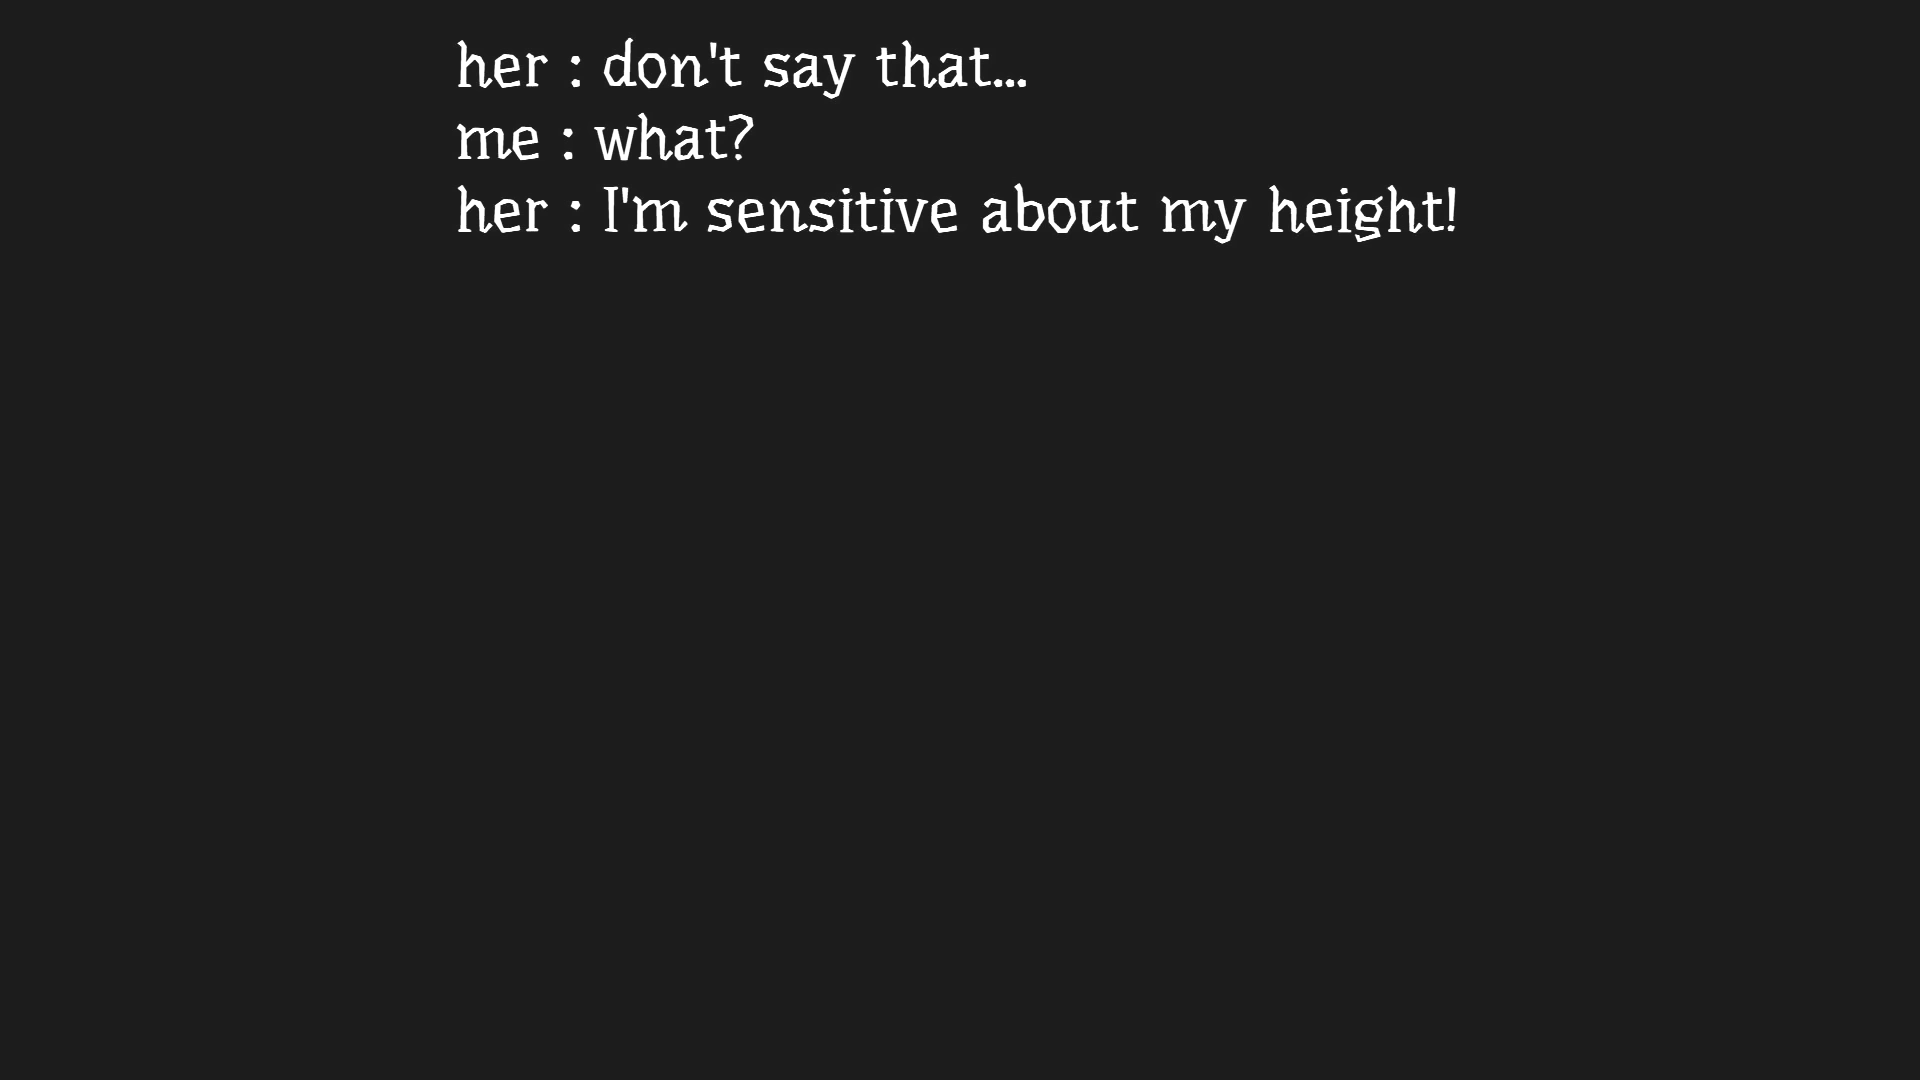 her : don't say that...
me : what?
her : I'm sensitive about my height!